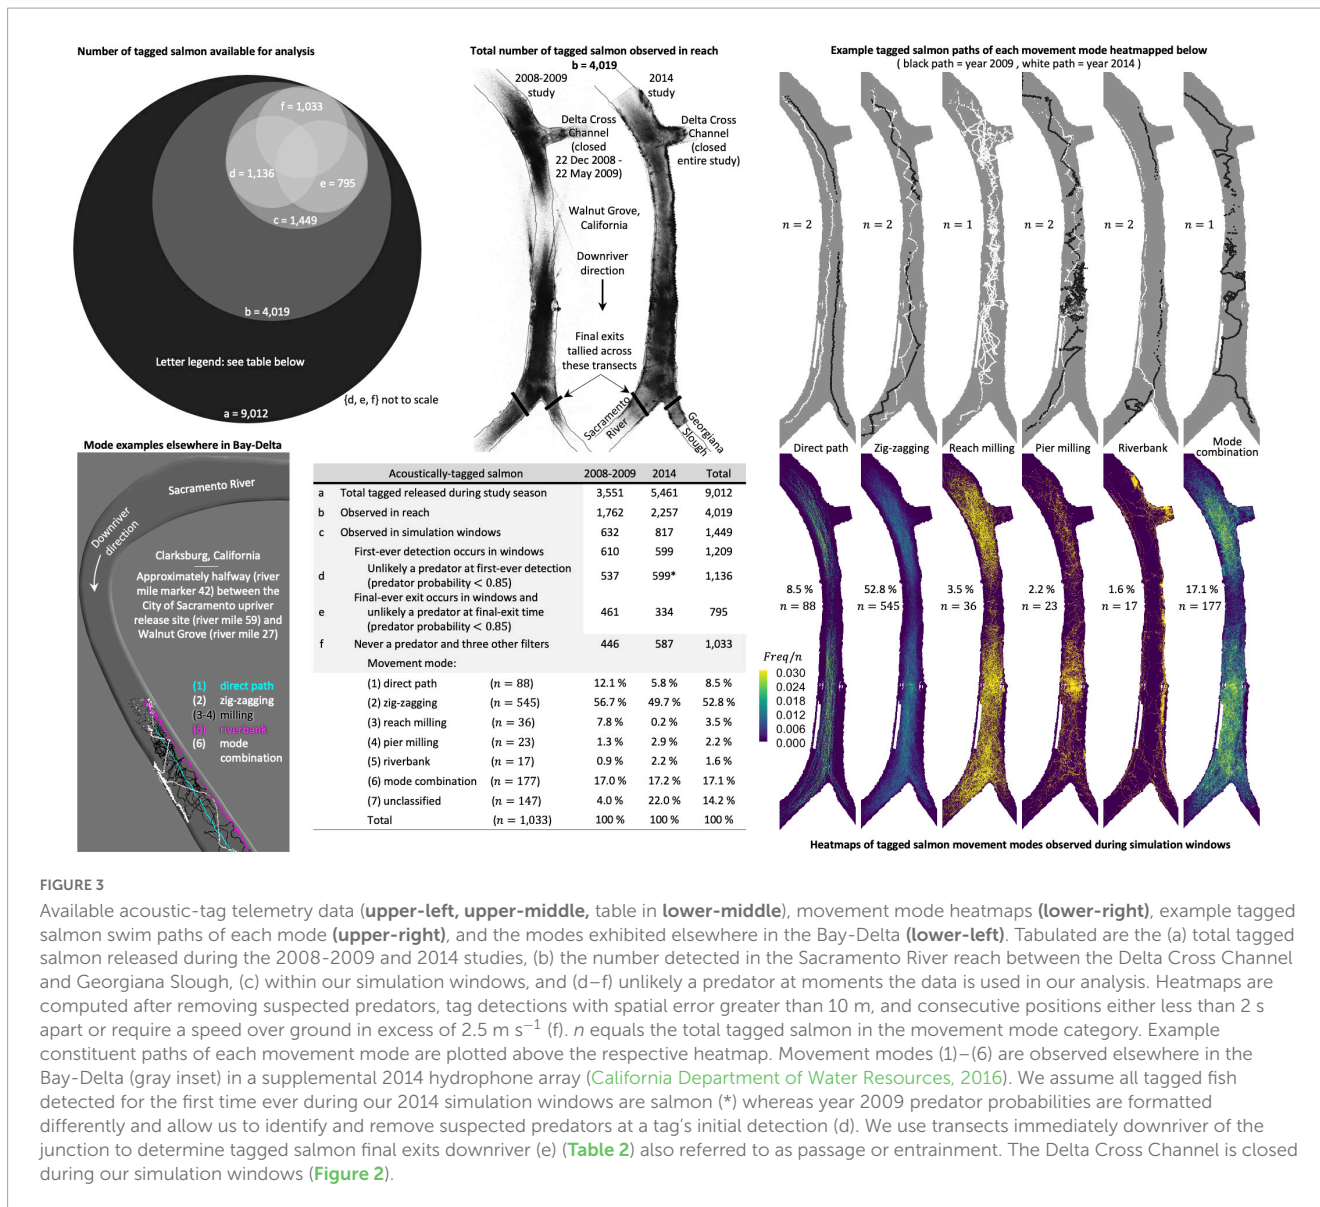 Number of tagged salmon available for analysis
f = 1,033
d = 1,136
e = 795
c = 1,449
b = 4,019
Letter legend: see table below
{d, e, f} not to scale
a = 9,012
Total number of tagged salmon observed in reach
b = 4,019
2008-2009 study
2014 study
Delta Cross Channel (closed 22 Dec 2008 - 22 May 2009)
Delta Cross Channel (closed entire study)
Walnut Grove, California
Downriver direction
Final exits tallied across these transects
Sacramento River
Georgiana Slough
Example tagged salmon paths of each movement mode heatmapped below
( black path = year 2009 , white path = year 2014 )
n = 2
n = 2
n = 1
n = 2
n = 2
n = 1
Direct path
Zig-zagging
Reach milling
Pier milling
Riverbank
Mode combination
8.5 %
n = 88
52.8 %
n = 545
3.5 %
n = 36
2.2 %
n = 23
1.6 %
n = 17
17.1 %
n = 177
Freq/n
0.030
0.024
0.018
0.012
0.006
0.000
Heatmaps of tagged salmon movement modes observed during simulation windows
Mode examples elsewhere in Bay-Delta
Sacramento River
Downriver direction
Clarksburg, California
Approximately halfway (river
mile marker 42) between the
City of Sacramento upriver
release site (river mile 59) and
Walnut Grove (river mile 27)
(1) direct path
(2) zig-zagging
(3-4) milling
(5) riverbank
(6) mode
combination
Acoustically-tagged salmon 2008-2009 2014 Total
a Total tagged released during study season 3,551 5,461 9,012
b Observed in reach 1,762 2,257 4,019
c Observed in simulation windows 632 817 1,449
First-ever detection occurs in windows 610 599 1,209
d Unlikely a predator at first-ever detection (predator probability < 0.85) 537 599* 1,136
e Final-ever exit occurs in windows and unlikely a predator at final-exit time (predator probability < 0.85) 461 334 795
f Never a predator and three other filters 446 587 1,033
Movement mode:
(1) direct path (n = 88) 12.1 % 5.8 % 8.5 %
(2) zig-zagging (n = 545) 56.7 % 49.7 % 52.8 %
(3) reach milling (n = 36) 7.8 % 0.2 % 3.5 %
(4) pier milling (n = 23) 1.3 % 2.9 % 2.2 %
(5) riverbank (n = 17) 0.9 % 2.2 % 1.6 %
(6) mode combination (n = 177) 17.0 % 17.2 % 17.1 %
(7) unclassified (n = 147) 4.0 % 22.0 % 14.2 %
Total (n = 1,033) 100 % 100 % 100 %
FIGURE 3
Available acoustic-tag telemetry data (upper-left, upper-middle, table in lower-middle), movement mode heatmaps (lower-right), example tagged
salmon swim paths of each mode (upper-right), and the modes exhibited elsewhere in the Bay-Delta (lower-left). Tabulated are the (a) total tagged
salmon released during the 2008-2009 and 2014 studies, (b) the number detected in the Sacramento River reach between the Delta Cross Channel
and Georgiana Slough, (c) within our simulation windows, and (d–f) unlikely a predator at moments the data is used in our analysis. Heatmaps are
computed after removing suspected predators, tag detections with spatial error greater than 10 m, and consecutive positions either less than 2 s
apart or require a speed over ground in excess of 2.5 m s⁻¹ (f). n equals the total tagged salmon in the movement mode category. Example
constituent paths of each movement mode are plotted above the respective heatmap. Movement modes (1)–(6) are observed elsewhere in the
Bay-Delta (gray inset) in a supplemental 2014 hydrophone array (California Department of Water Resources, 2016). We assume all tagged fish
detected for the first time ever during our 2014 simulation windows are salmon (*) whereas year 2009 predator probabilities are formatted
differently and allow us to identify and remove suspected predators at a tag's initial detection (d). We use transects immediately downriver of the
junction to determine tagged salmon final exits downriver (e) (Table 2) also referred to as passage or entrainment. The Delta Cross Channel is closed
during our simulation windows (Figure 2).